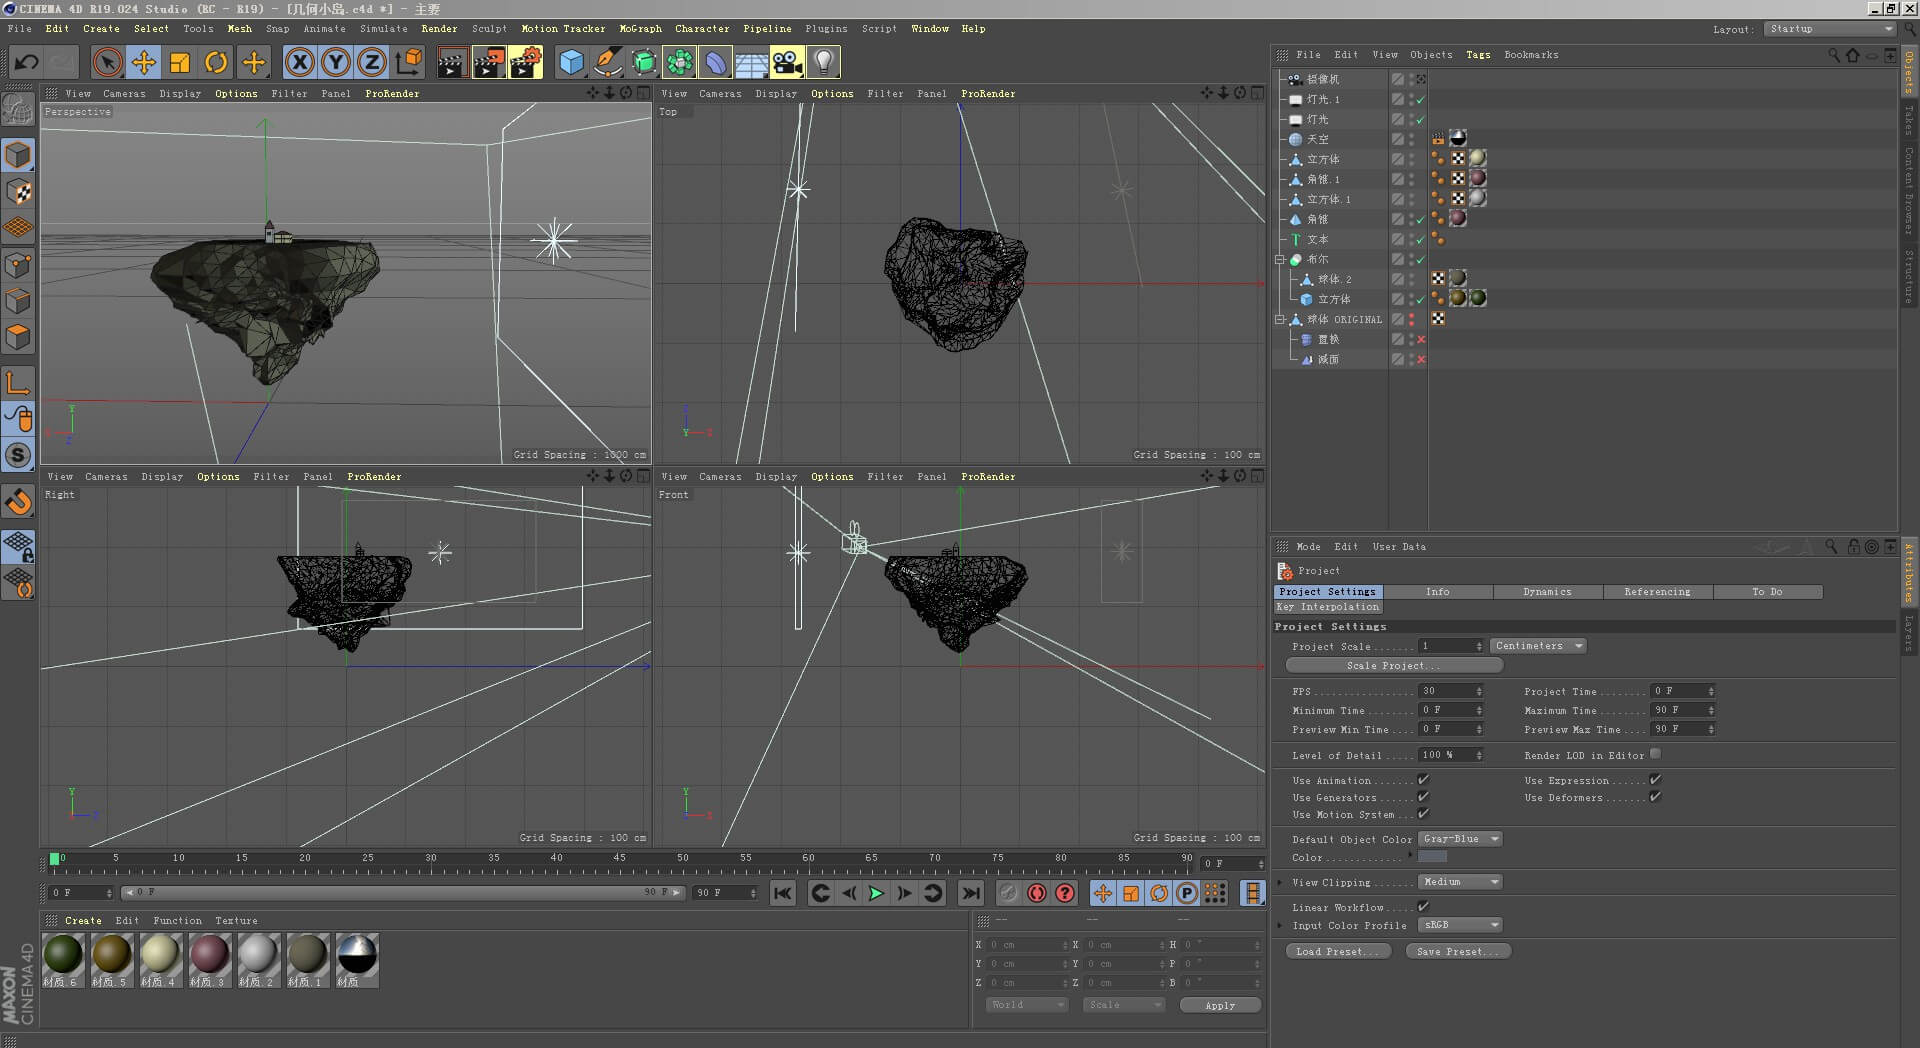 CINEMA 4D R19.024 Studio (RC - R19) - [几何小岛.c4d *] - 主要
File Edit Create Select Tools Mesh Snap Animate Simulate Render Sculpt Motion Tracker MoGraph Character Pipeline Plugins Script Window Help
Layout: Startup
File Edit View Objects Tags Bookmarks
摄像机
灯光.1
灯光
天空
立方体
角锥.1
立方体.1
角锥
文本
布尔
球体.2
立方体
球体 ORIGINAL
置换
减面
Objects
Takes
Content Browser
Structure
View Cameras Display Options Filter Panel ProRender
Perspective
Grid Spacing : 1000 cm
View Cameras Display Options Filter Panel ProRender
Top
Grid Spacing : 100 cm
View Cameras Display Options Filter Panel ProRender
Right
Grid Spacing : 100 cm
View Cameras Display Options Filter Panel ProRender
Front
Grid Spacing : 100 cm
Y
X
Z
Mode Edit User Data
Project
Project Settings Info Dynamics Referencing To Do
Key Interpolation
Project Settings
Project Scale....... 1 Centimeters
Scale Project...
FPS................ 30 Project Time........ 0 F
Minimum Time....... 0 F Maximum Time........ 90 F
Preview Min Time.... 0 F Preview Max Time.... 90 F
Level of Detail..... 100 % Render LOD in Editor
Use Animation....... Use Expression......
Use Generators...... Use Deformers.......
Use Motion System...
Default Object Color Gray-Blue
Color.............
View Clipping....... Medium
Linear Workflow.....
Input Color Profile sRGB
Load Preset... Save Preset...
Attributes
Layers
0 5 10 15 20 25 30 35 40 45 50 55 60 65 70 75 80 85 90 0 F
0 F 0 F 90 F 90 F
Create Edit Function Texture
材质.6 材质.5 材质.4 材质.3 材质.2 材质.1 材质
-- -- --
X 0 cm X 0 cm H 0 °
Y 0 cm Y 0 cm P 0 °
Z 0 cm Z 0 cm B 0 °
World Scale Apply
MAXON
CINEMA 4D